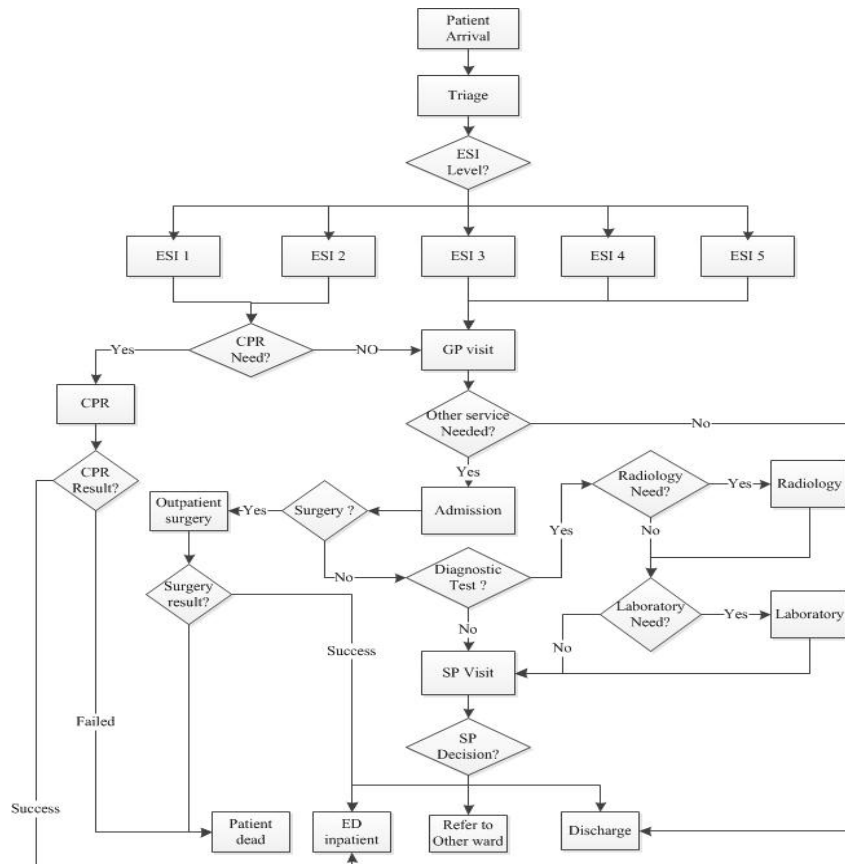 Patient
Arrival
Triage
ESI
Level?
ESI 1
ESI 2
ESI 3
ESI 4
ESI 5
CPR
Need?
Yes
NO
GP visit
CPR
Other service
Needed?
No
Yes
CPR
Result?
Outpatient
surgery
Yes
Surgery ?
Admission
Yes
Radiology
Need?
Yes
Radiology
No
No
Diagnostic
Test ?
Surgery
result?
Laboratory
Need?
Yes
Laboratory
No
No
Success
SP Visit
Failed
SP
Decision?
Success
Patient
dead
ED
inpatient
Refer to
Other ward
Discharge